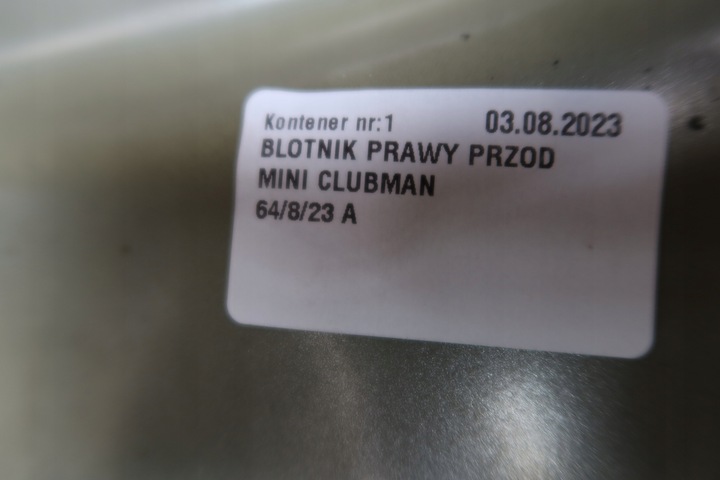 Kontener nr:1 03.08.2023
BLOTNIK PRAWY PRZOD
MINI CLUBMAN
64/8/23 A